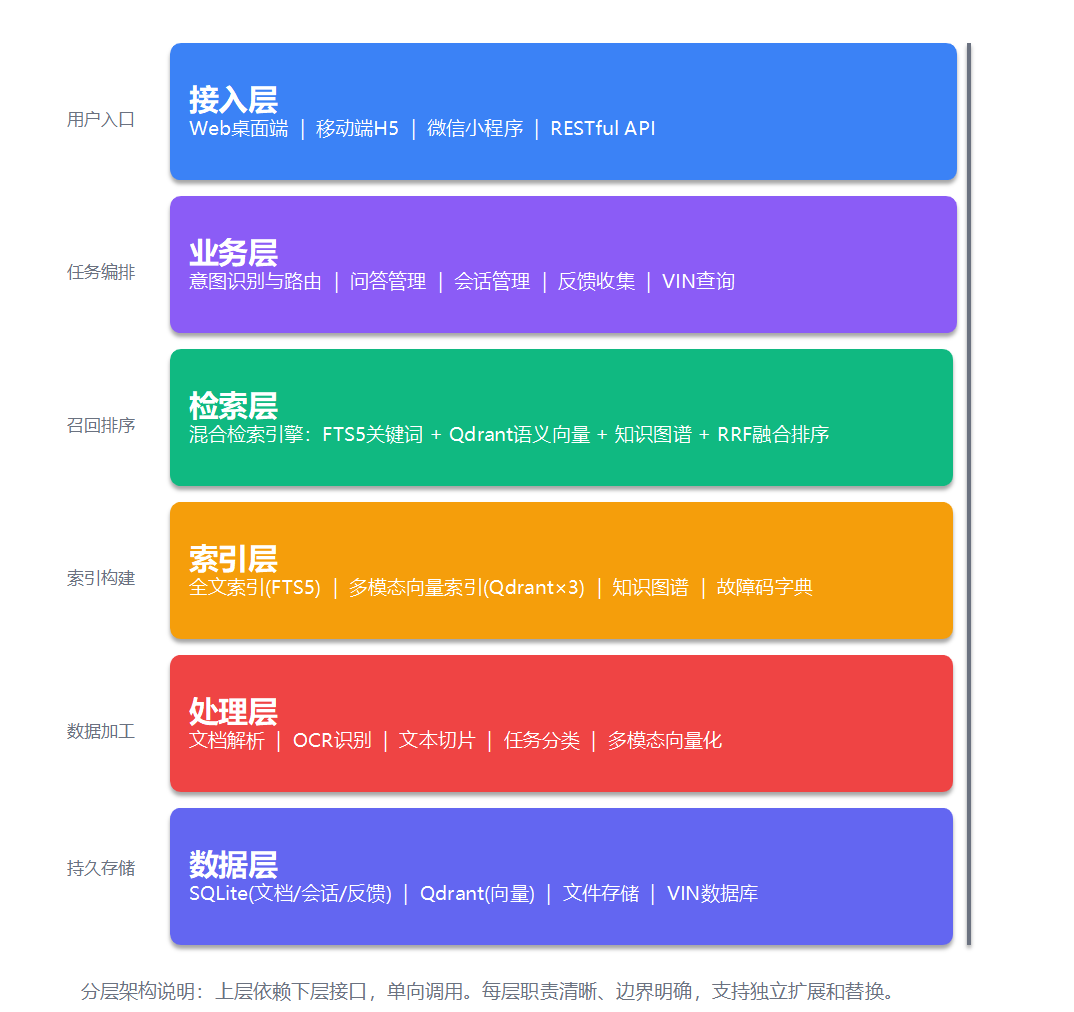 用户入口
接入层
Web桌面端 | 移动端H5 | 微信小程序 | RESTful API
任务编排
业务层
意图识别与路由 | 问答管理 | 会话管理 | 反馈收集 | VIN查询
召回排序
检索层
混合检索引擎：FTS5关键词 + Qdrant语义向量 + 知识图谱 + RRF融合排序
索引构建
索引层
全文索引(FTS5) | 多模态向量索引(Qdrant×3) | 知识图谱 | 故障码字典
数据加工
处理层
文档解析 | OCR识别 | 文本切片 | 任务分类 | 多模态向量化
持久存储
数据层
SQLite(文档/会话/反馈) | Qdrant(向量) | 文件存储 | VIN数据库
分层架构说明：上层依赖下层接口，单向调用。每层职责清晰、边界明确，支持独立扩展和替换。